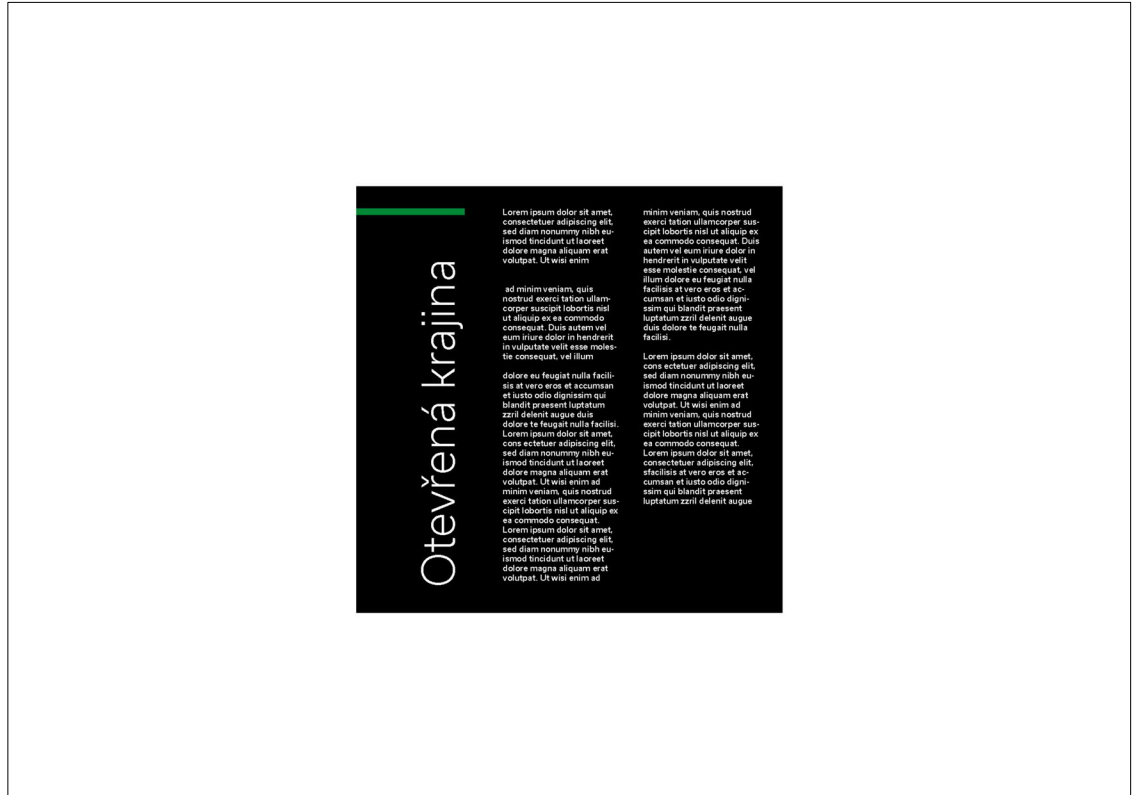 Otevřená krajina
Lorem ipsum dolor sit amet,
consectetuer adipiscing elit,
sed diam nonummy nibh eu-
ismod tincidunt ut laoreet
dolore magna aliquam erat
volutpat. Ut wisi enim
ad minim veniam, quis
nostrud exerci tation ullam-
corper suscipit lobortis nisl
ut aliquip ex ea commodo
consequat. Duis autem vel
eum iriure dolor in hendrerit
in vulputate velit esse moles-
tie consequat, vel illum
dolore eu feugiat nulla facili-
sis at vero eros et accumsan
et iusto odio dignissim qui
blandit praesent luptatum
zzril delenit augue duis
dolore te feugait nulla facilisi.
Lorem ipsum dolor sit amet,
cons ectetuer adipiscing elit,
sed diam nonummy nibh eu-
ismod tincidunt ut laoreet
dolore magna aliquam erat
volutpat. Ut wisi enim ad
minim veniam, quis nostrud
exerci tation ullamcorper sus-
cipit lobortis nisl ut aliquip ex
ea commodo consequat.
Lorem ipsum dolor sit amet,
consectetuer adipiscing elit,
sed diam nonummy nibh eu-
ismod tincidunt ut laoreet
dolore magna aliquam erat
volutpat. Ut wisi enim ad
minim veniam, quis nostrud
exerci tation ullamcorper sus-
cipit lobortis nisl ut aliquip ex
ea commodo consequat. Duis
autem vel eum iriure dolor in
hendrerit in vulputate velit
esse molestie consequat, vel
illum dolore eu feugiat nulla
facilisis at vero eros et ac-
cumsan et iusto odio digni-
ssim qui blandit praesent
luptatum zzril delenit augue
duis dolore te feugait nulla
facilisi.
Lorem ipsum dolor sit amet,
cons ectetuer adipiscing elit,
sed diam nonummy nibh eu-
ismod tincidunt ut laoreet
dolore magna aliquam erat
volutpat. Ut wisi enim ad
minim veniam, quis nostrud
exerci tation ullamcorper sus-
cipit lobortis nisl ut aliquip ex
ea commodo consequat.
Lorem ipsum dolor sit amet,
consectetuer adipiscing elit,
sfacilisis at vero eros et ac-
cumsan et iusto odio digni-
ssim qui blandit praesent
luptatum zzril delenit augue